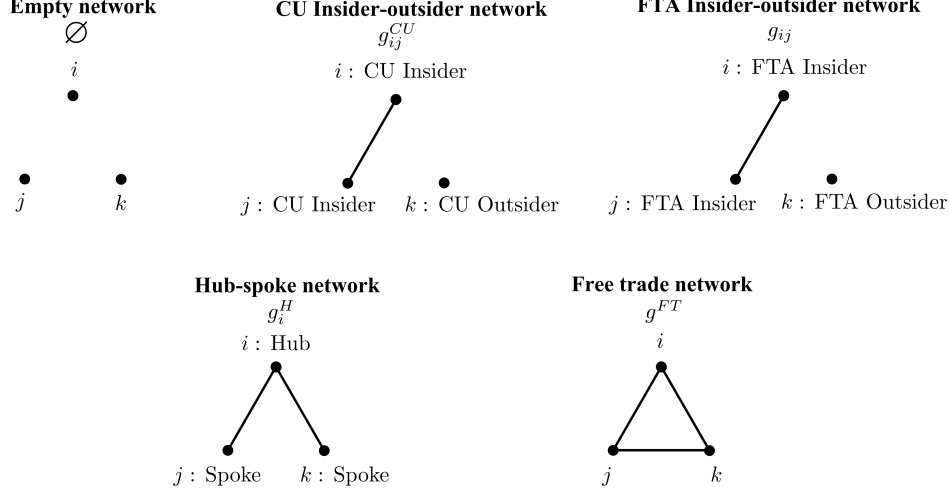 Empty network
∅
i
j
k
CU Insider-outsider network
g_{ij}^{CU}
i : CU Insider
j : CU Insider
k : CU Outsider
FTA Insider-outsider network
g_{ij}
i : FTA Insider
j : FTA Insider
k : FTA Outsider
Hub-spoke network
g_i^H
i : Hub
j : Spoke
k : Spoke
Free trade network
g^{FT}
i
j
k